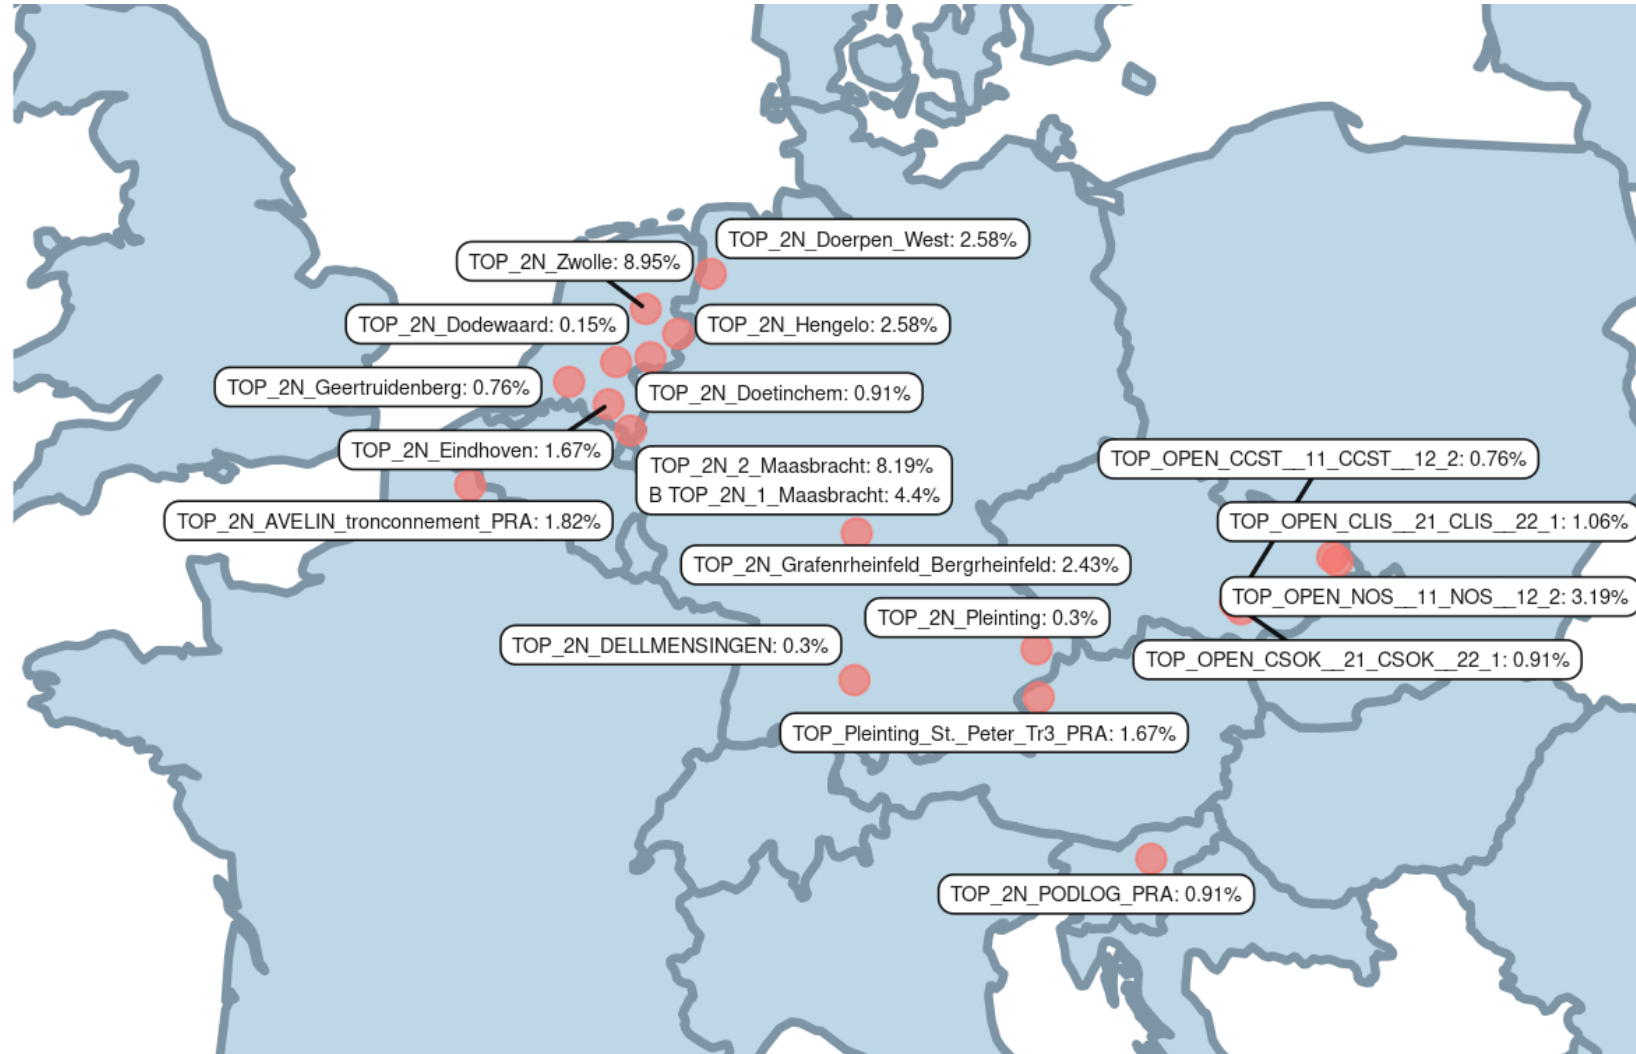 TOP_2N_Doerpen_West: 2.58%
TOP_2N_Zwolle: 8.95%
TOP_2N_Dodewaard: 0.15%
TOP_2N_Hengelo: 2.58%
TOP_2N_Geertruidenberg: 0.76%
TOP_2N_Doetinchem: 0.91%
TOP_2N_Eindhoven: 1.67%
TOP_2N_2_Maasbracht: 8.19%
B TOP_2N_1_Maasbracht: 4.4%
TOP_OPEN_CCST__11_CCST__12_2: 0.76%
TOP_2N_AVELIN_tronconnement_PRA: 1.82%
TOP_OPEN_CLIS__21_CLIS__22_1: 1.06%
TOP_2N_Grafenrheinfeld_Bergrheinfeld: 2.43%
TOP_OPEN_NOS__11_NOS__12_2: 3.19%
TOP_2N_Pleinting: 0.3%
TOP_2N_DELLMENSINGEN: 0.3%
TOP_OPEN_CSOK__21_CSOK__22_1: 0.91%
TOP_Pleinting_St._Peter_Tr3_PRA: 1.67%
TOP_2N_PODLOG_PRA: 0.91%